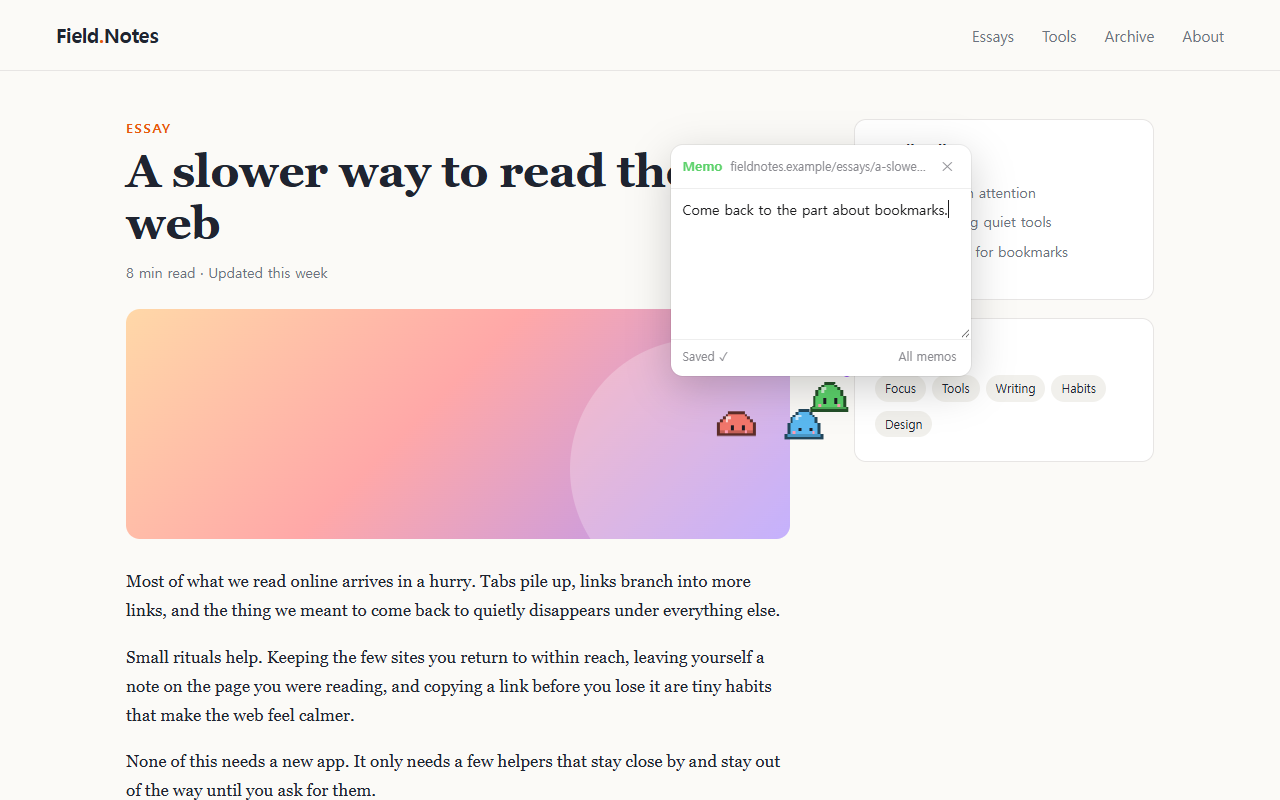 Field.Notes
Essays
Tools
Archive
About
ESSAY
A slower way to read the
web
8 min read · Updated this week
Memo
fieldnotes.example/essays/a-slowe...
Come back to the part about bookmarks.
Saved ✓
All memos
attention
quiet tools
for bookmarks
Focus
Tools
Writing
Habits
Design
Most of what we read online arrives in a hurry. Tabs pile up, links branch into more
links, and the thing we meant to come back to quietly disappears under everything else.
Small rituals help. Keeping the few sites you return to within reach, leaving yourself a
note on the page you were reading, and copying a link before you lose it are tiny habits
that make the web feel calmer.
None of this needs a new app. It only needs a few helpers that stay close by and stay out
of the way until you ask for them.